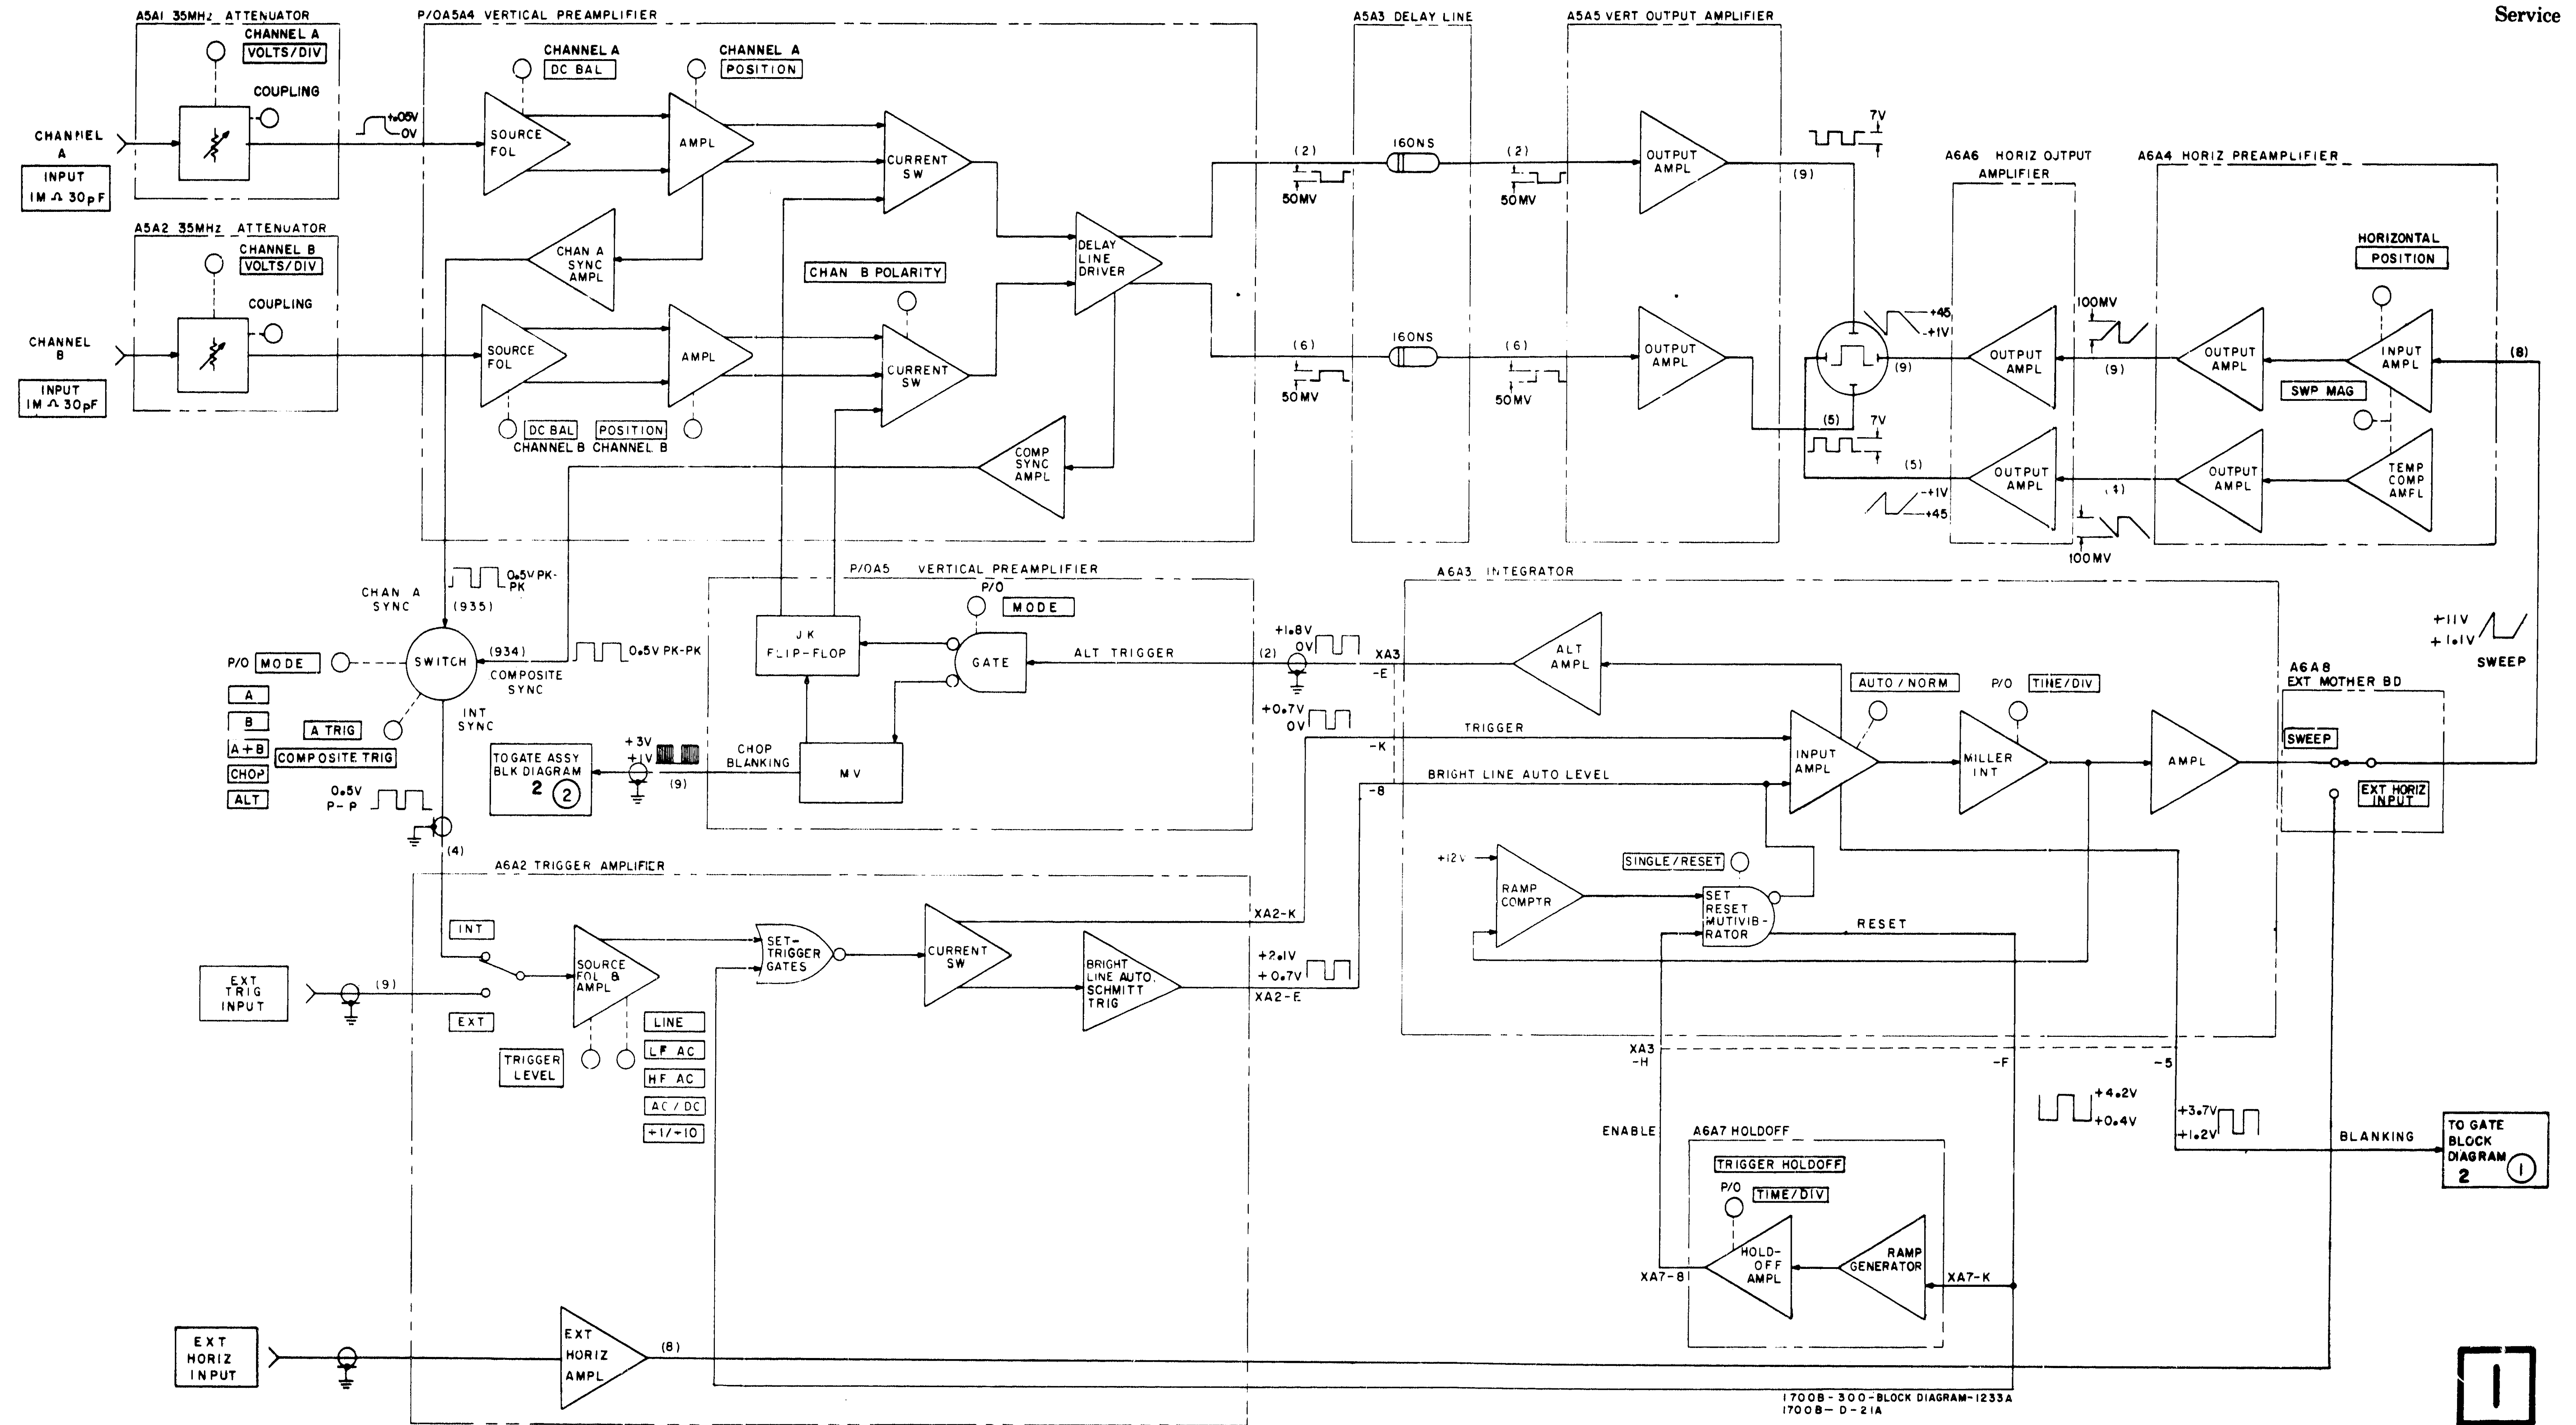 Service
A5A1 35MHz ATTENUATOR
CHANNEL A
VOLTS/DIV
COUPLING
CHANNEL
A
INPUT
1M Ω 30pF
+.05V
0V
A5A2 35MHz ATTENUATOR
CHANNEL B
VOLTS/DIV
COUPLING
CHANNEL
B
INPUT
1M Ω 30pF
P/OA5A4 VERTICAL PREAMPLIFIER
CHANNEL A
DC BAL
CHANNEL A
POSITION
SOURCE
FOL
AMPL
CURRENT
SW
CHAN A
SYNC
AMPL
CHAN B POLARITY
DELAY
LINE
DRIVER
SOURCE
FOL
AMPL
CURRENT
SW
DC BAL
POSITION
CHANNEL B
CHANNEL B
COMP
SYNC
AMPL
A5A3 DELAY LINE
(2)
50MV
160NS
(2)
50MV
(6)
50MV
160NS
(6)
50MV
A5A5 VERT OUTPUT AMPLIFIER
OUTPUT
AMPL
OUTPUT
AMPL
7V
(9)
(5)
7V
+45
+1V
(9)
(5)
+1V
+45
A6A6 HORIZ OUTPUT
AMPLIFIER
OUTPUT
AMPL
OUTPUT
AMPL
100MV
(9)
100MV
A6A4 HORIZ PREAMPLIFIER
HORIZONTAL
POSITION
OUTPUT
AMPL
INPUT
AMPL
(8)
SWP MAG
OUTPUT
AMPL
TEMP
COMP
AMPL
CHAN A
SYNC
0.5V PK-
PK
(935)
P/O MODE
SWITCH
(934)
COMPOSITE
SYNC
0.5V PK-PK
A
B
A+B
CHOP
ALT
A TRIG
COMPOSITE TRIG
INT
SYNC
0.5V
P-P
(4)
P/OA5 VERTICAL PREAMPLIFIER
P/O
MODE
JK
FLIP-FLOP
GATE
ALT TRIGGER
(2)
+1.8V
0V
XA3
-E
MV
CHOP
BLANKING
+3V
+1V
(9)
TO GATE ASSY
BLK DIAGRAM
2 2
+0.7V
0V
A6A3 INTEGRATOR
ALT
AMPL
TRIGGER
-K
BRIGHT LINE AUTO LEVEL
-8
AUTO/NORM
P/O TIME/DIV
INPUT
AMPL
MILLER
INT
AMPL
+12V
RAMP
COMPTR
SINGLE/RESET
SET
RESET
MUTIVIB-
RATOR
RESET
+11V
+1.1V
SWEEP
A6A8
EXT MOTHER BD
SWEEP
EXT HORIZ
INPUT
A6A2 TRIGGER AMPLIFIER
INT
EXT
TRIG
INPUT
(9)
EXT
SOURCE
FOL &
AMPL
TRIGGER
LEVEL
LINE
LF AC
HF AC
AC/DC
÷1/÷10
SET-
TRIGGER
GATES
CURRENT
SW
BRIGHT
LINE AUTO
SCHMITT
TRIG
XA2-K
+2.1V
+0.7V
XA2-E
XA3
-H
-F
-5
+4.2V
+0.4V
+3.7V
+1.2V
BLANKING
TO GATE
BLOCK
DIAGRAM
2 1
ENABLE
A6A7 HOLDOFF
TRIGGER HOLDOFF
P/O
TIME/DIV
HOLD-
OFF
AMPL
RAMP
GENERATOR
XA7-8
XA7-K
EXT
HORIZ
INPUT
EXT
HORIZ
AMPL
(8)
1700B-300-BLOCK DIAGRAM-1233A
1700B-D-21A
1